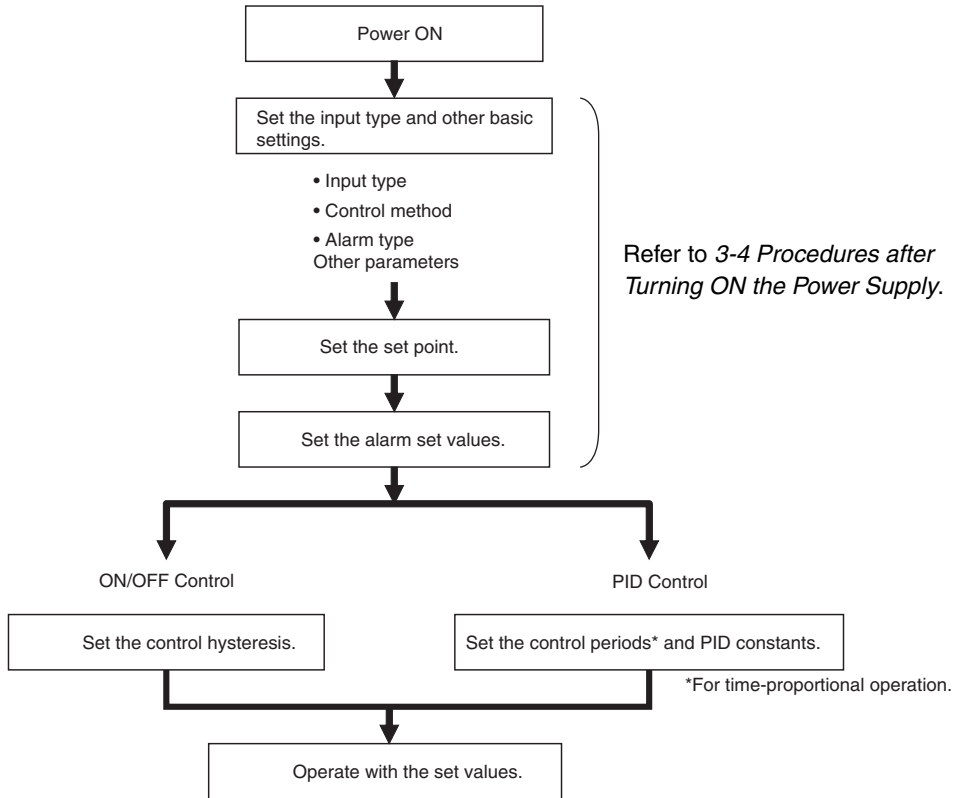 Power ON
Set the input type and other basic
settings.
• Input type
• Control method
• Alarm type
Other parameters
Refer to 3-4 Procedures after
Turning ON the Power Supply.
Set the set point.
Set the alarm set values.
ON/OFF Control
PID Control
Set the control hysteresis.
Set the control periods* and PID constants.
*For time-proportional operation.
Operate with the set values.